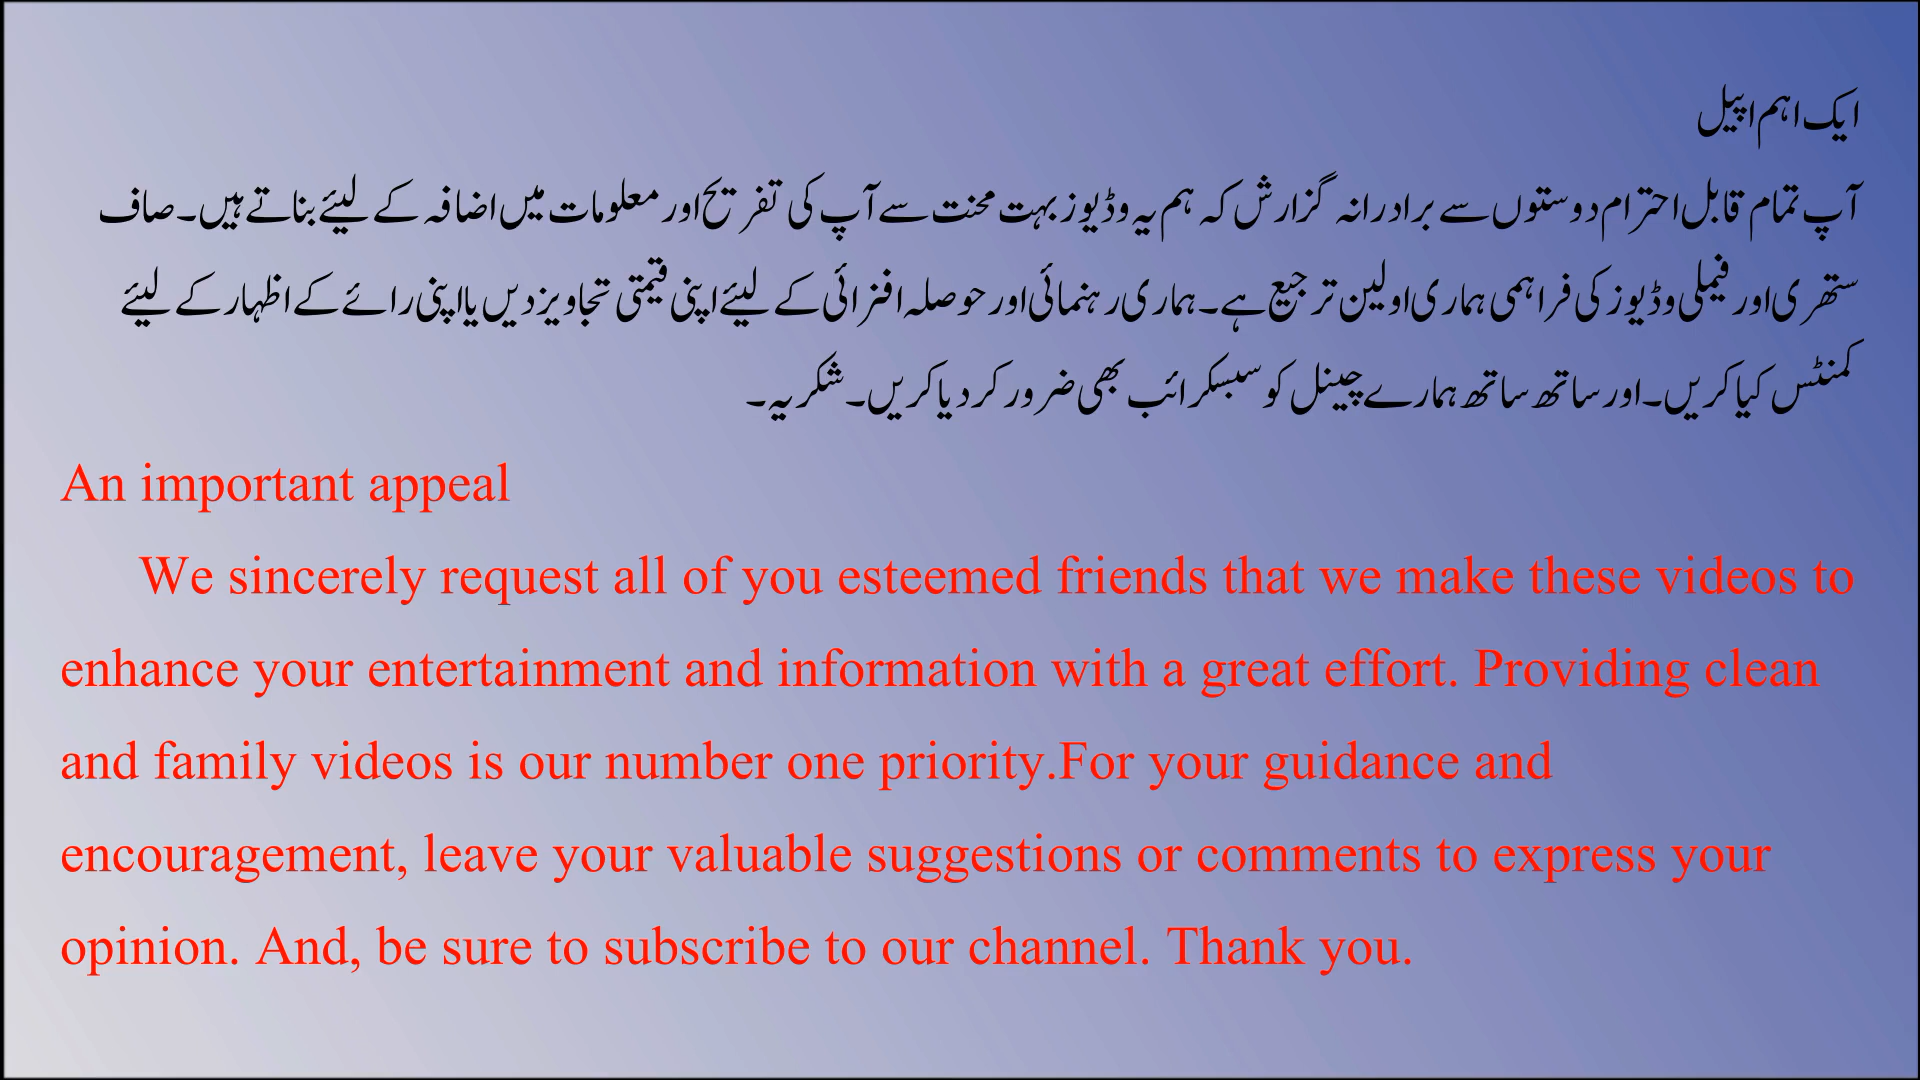 ایک اہم اپیل
آپ تمام قابل احترام دوستوں سے برادرانہ گزارش کہ ہم یہ وڈیوز بہت محنت سے آپ کی تفریح اور معلومات میں اضافہ کے لیئے بناتے ہیں۔ صاف
ستھری اور فیملی وڈیوز کی فراہمی ہماری اولین ترجیع ہے۔ ہماری رہنمائی اور حوصلہ افزائی کے لیئے اپنی قیمتی تجاویز دیں یا اپنی رائے کے اظہار کے لیئے
کمنٹس کیا کریں۔ اور ساتھ ساتھ ہمارے چینل کو سبسکرائب بھی ضرور کر دیا کریں۔ شکریہ۔
An important appeal
We sincerely request all of you esteemed friends that we make these videos to
enhance your entertainment and information with a great effort. Providing clean
and family videos is our number one priority.For your guidance and
encouragement, leave your valuable suggestions or comments to express your
opinion. And, be sure to subscribe to our channel. Thank you.